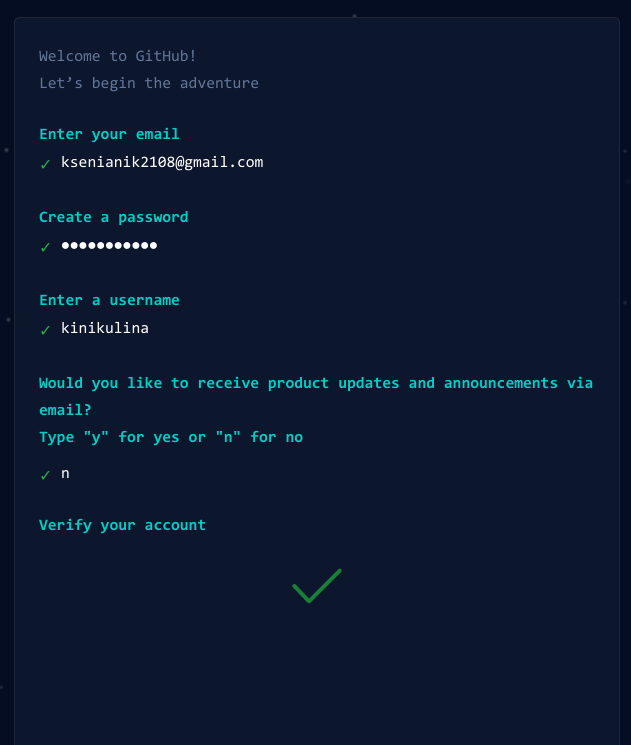 Welcome to GitHub!
Let’s begin the adventure
Enter your email
✓ ksenianik2108@gmail.com
Create a password
✓ ●●●●●●●●●●●
Enter a username
✓ kinikulina
Would you like to receive product updates and announcements via
email?
Type "y" for yes or "n" for no
✓ n
Verify your account